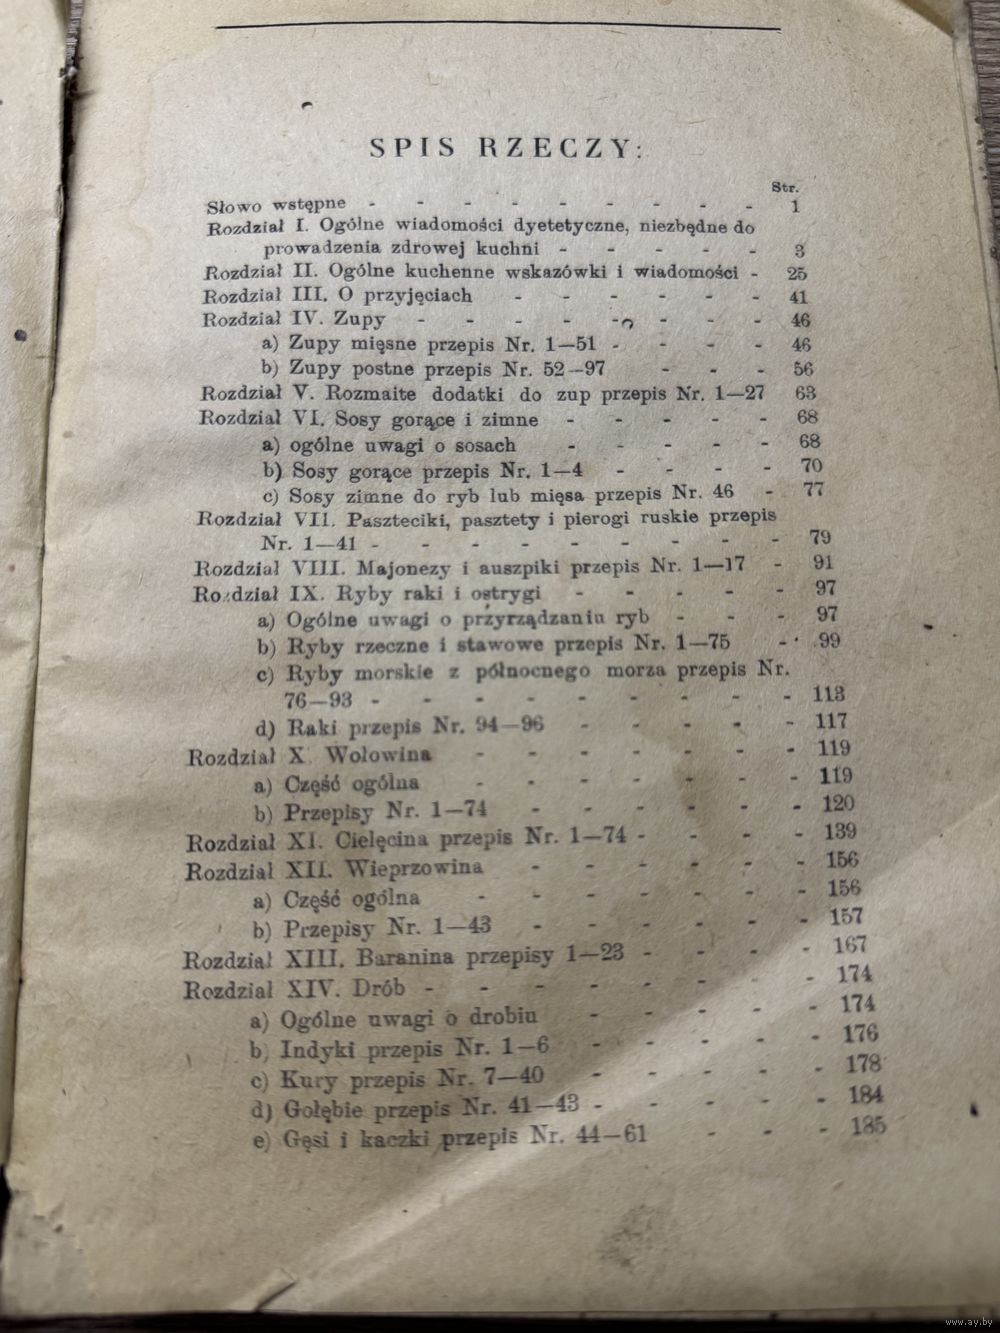 SPIS RZECZY:
Str.
Słowo wstępne - - - - - - - - - 1
Rozdział I. Ogólne wiadomości dyetetyczne, niezbędne do
prowadzenia zdrowej kuchni - - - - - 3
Rozdział II. Ogólne kuchenne wskazówki i wiadomości - 25
Rozdział III. O przyjęciach - - - - - - 41
Rozdział IV. Zupy - - - - - - - - 46
a) Zupy mięsne przepis Nr. 1—51 - - - - 46
b) Zupy postne przepis Nr. 52—97 - - - 56
Rozdział V. Rozmaite dodatki do zup przepis Nr. 1—27 63
Rozdział VI. Sosy gorące i zimne - - - - - 68
a) ogólne uwagi o sosach - - - - - 68
b) Sosy gorące przepis Nr. 1—4 - - - - 70
c) Sosy zimne do ryb lub mięsa przepis Nr. 46 - 77
Rozdział VII. Paszteciki, pasztety i pierogi ruskie przepis
Nr. 1—41 - - - - - - - - - 79
Rozdział VIII. Majonezy i auszpiki przepis Nr. 1—17 - 91
Rozdział IX. Ryby raki i ostrygi - - - - - 97
a) Ogólne uwagi o przyrządzaniu ryb - - - 97
b) Ryby rzeczne i stawowe przepis Nr. 1—75 - 99
c) Ryby morskie z północnego morza przepis Nr.
76—93 - - - - - - - - - 113
d) Raki przepis Nr. 94—96 - - - - - 117
Rozdział X Wołowina - - - - - - - 119
a) Część ogólna - - - - - - - 119
b) Przepisy Nr. 1—74 - - - - - - 120
Rozdział XI. Cielęcina przepis Nr. 1—74 - - - - 139
Rozdział XII. Wieprzowina - - - - - - 156
a) Część ogólna - - - - - - - 156
b) Przepisy Nr. 1—43 - - - - - - 157
Rozdział XIII. Baranina przepisy 1—23 - - - - 167
Rozdział XIV. Drób - - - - - - - - 174
a) Ogólne uwagi o drobiu - - - - - 174
b) Indyki przepis Nr. 1—6 - - - - - 176
c) Kury przepis Nr. 7—40 - - - - - 178
d) Gołębie przepis Nr. 41—43 - - - - - 184
e) Gęsi i kaczki przepis Nr. 44—61 - - - 185
www.ay.by